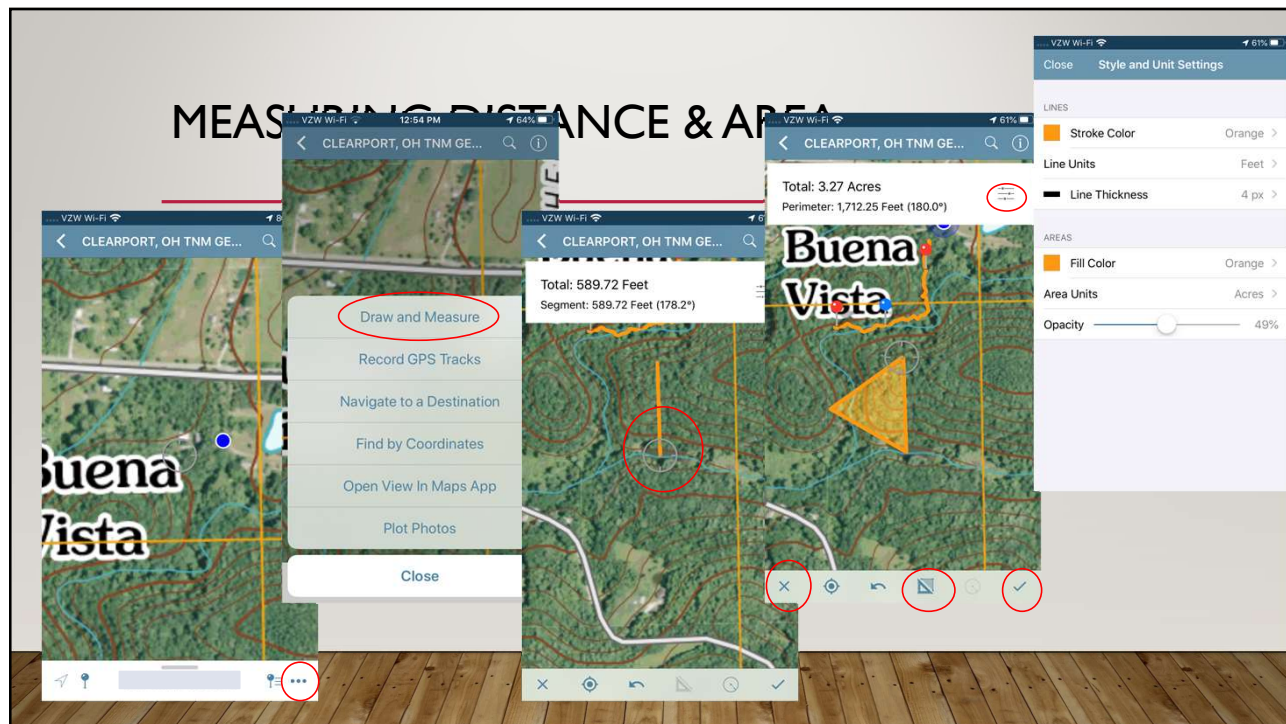 MEASURING DISTANCE & AREA
VZW Wi-Fi
CLEARPORT, OH TNM GE...
Buena
Vista
VZW Wi-Fi 12:54 PM 64%
CLEARPORT, OH TNM GE...
Draw and Measure
Record GPS Tracks
Navigate to a Destination
Find by Coordinates
Open View In Maps App
Plot Photos
Close
VZW Wi-Fi
CLEARPORT, OH TNM GE...
Total: 589.72 Feet
Segment: 589.72 Feet (178.2°)
VZW Wi-Fi 61%
CLEARPORT, OH TNM GE...
Total: 3.27 Acres
Perimeter: 1,712.25 Feet (180.0°)
Buena
Vista
VZW Wi-Fi 61%
Close Style and Unit Settings
LINES
Stroke Color Orange
Line Units Feet
Line Thickness 4 px
AREAS
Fill Color Orange
Area Units Acres
Opacity 49%